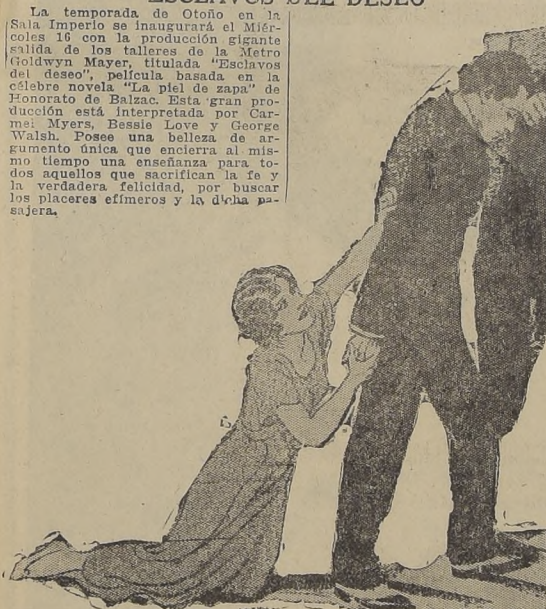 ESCLAVOS DEL DESEO
La temporada de Otoño en la
Sala Imperio se inaugurará el Miér-
coles 16 con la producción gigante
salida de los talleres de la Metro
Goldwyn Mayer, titulada "Esclavos
del deseo", película basada en la
célebre novela "La piel de zapa" de
Honorato de Balzac. Esta gran pro-
ducción está interpretada por Car-
mel Myers, Bessie Love y George
Walsh. Posee una belleza de ar-
gumento única que encierra al mis-
mo tiempo una enseñanza para to-
dos aquellos que sacrifican la fe y
la verdadera felicidad, por buscar
los placeres efímeros y la dicha pa-
sajera.